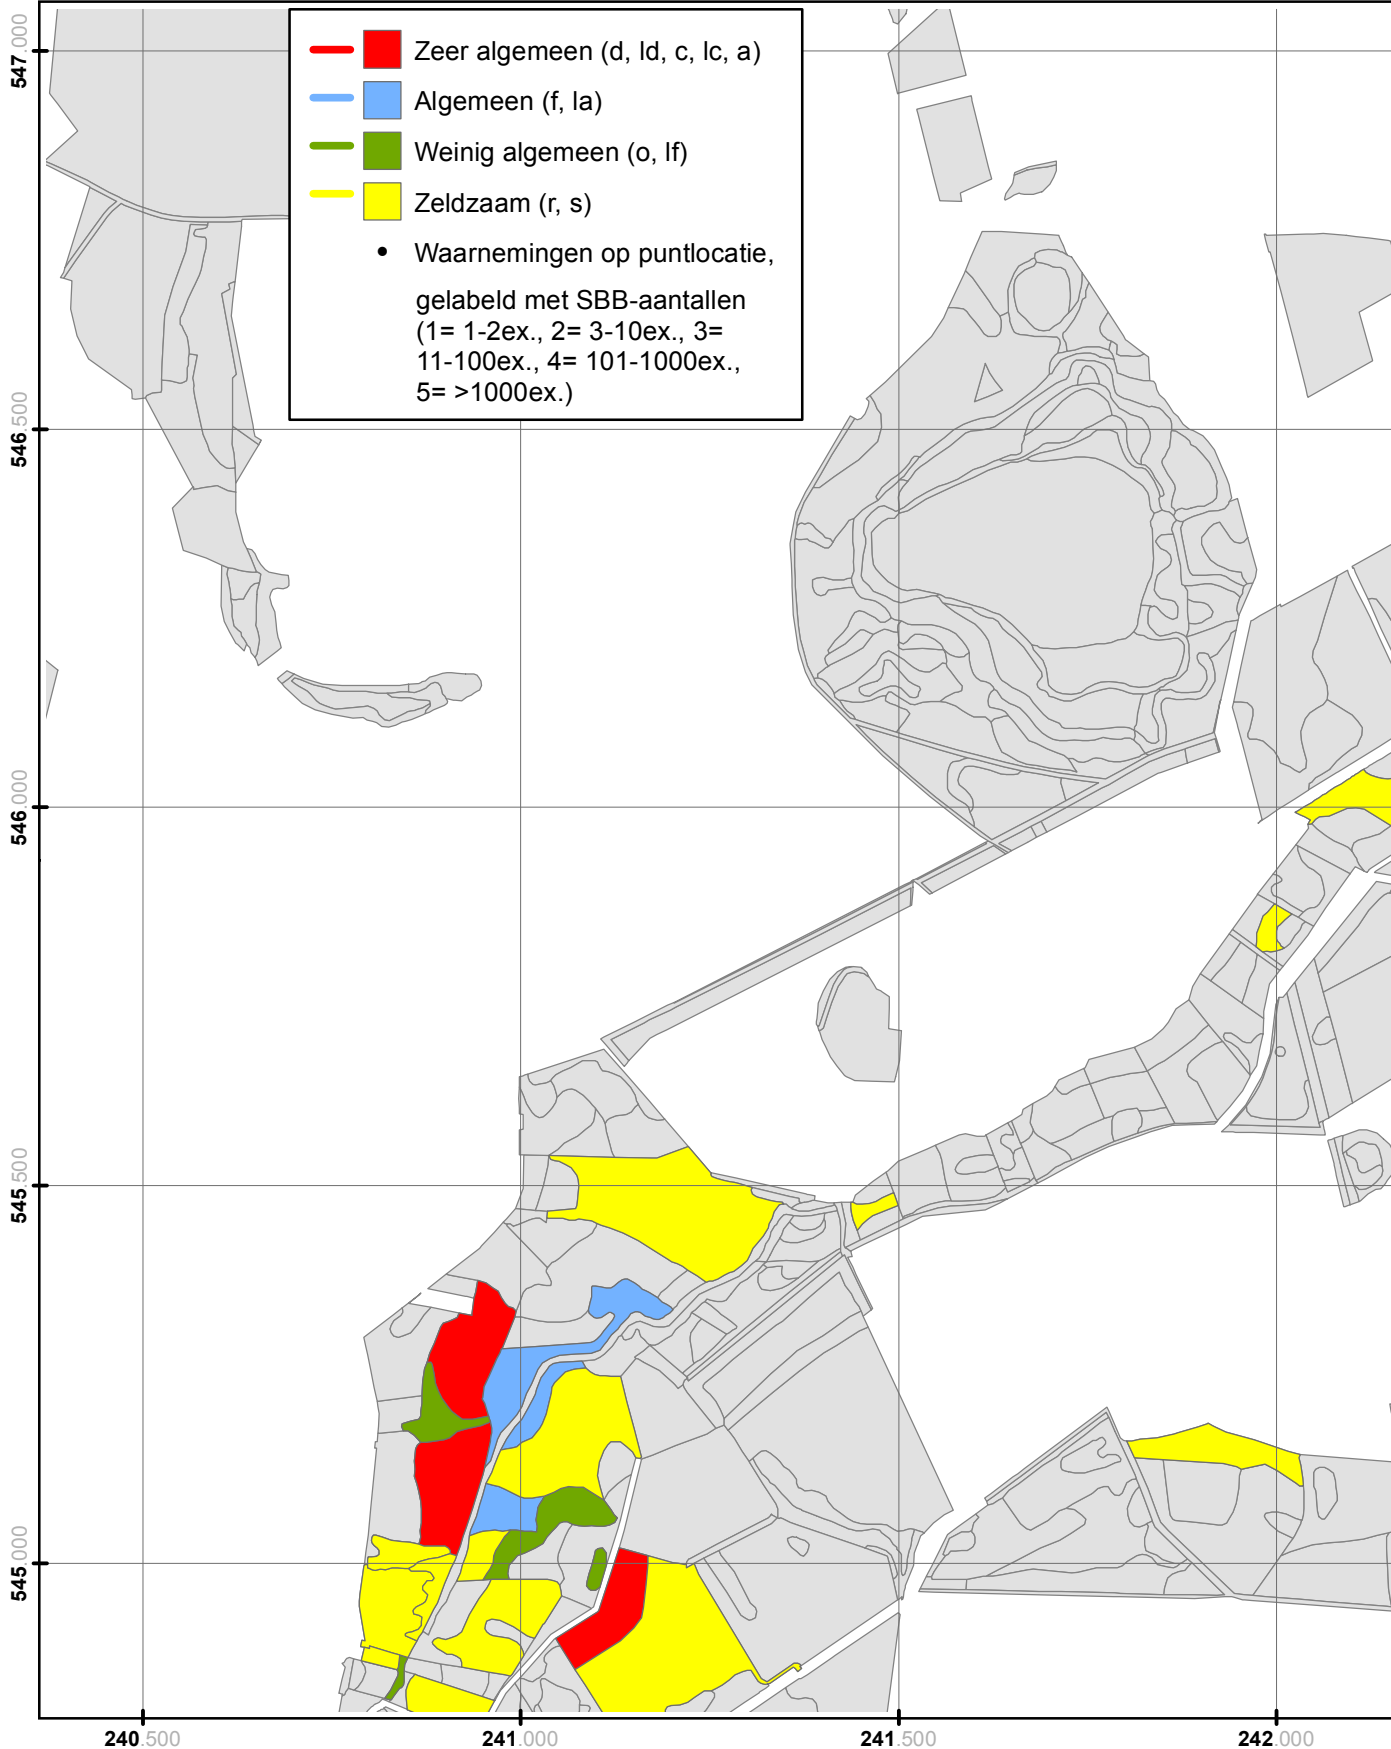 Zeer algemeen (d, ld, c, lc, a)
Algemeen (f, la)
Weinig algemeen (o, lf)
Zeldzaam (r, s)
Waarnemingen op puntlocatie,
gelabeld met SBB-aantallen
(1= 1-2ex., 2= 3-10ex., 3=
11-100ex., 4= 101-1000ex.,
5= >1000ex.)
547.000
546.500
546.000
545.500
545.000
240.500
241.000
241.500
242.000